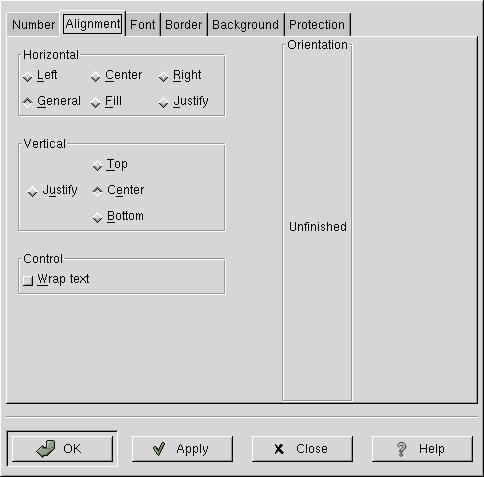 Number Alignment Font Border Background Protection
Horizontal
Left Center Right
General Fill Justify
Vertical
Top
Justify Center
Bottom
Control
Wrap text
Orientation
Unfinished
OK Apply Close Help